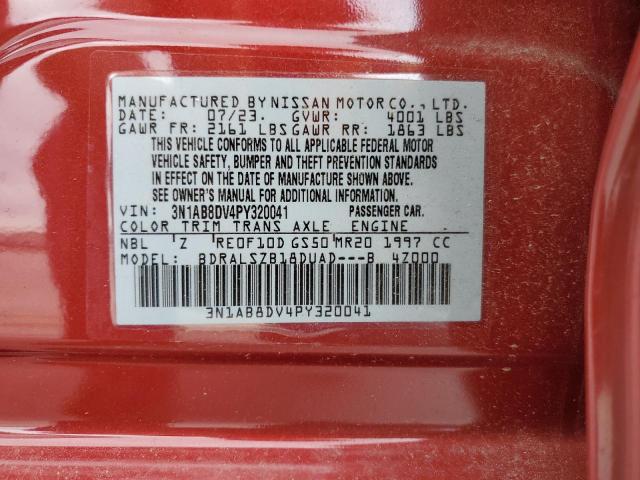 MANUFACTURED BY NISSAN MOTOR CO., LTD.
DATE: 07/23. GVWR: 4001 LBS
GAWR FR: 2161 LBS GAWR RR: 1863 LBS
THIS VEHICLE CONFORMS TO ALL APPLICABLE FEDERAL MOTOR
VEHICLE SAFETY, BUMPER AND THEFT PREVENTION STANDARDS
IN EFFECT ON THE DATE OF MANUFACTURE SHOWN ABOVE.
SEE OWNER'S MANUAL FOR ADDITIONAL INFORMATION.
VIN: 3N1AB8DV4PY320041 PASSENGER CAR.
COLOR TRIM TRANS AXLE ENGINE
NBL Z RE0F10D GS50 MR20 1997 CC
MODEL: BDRALSZB18DUAD---B 4Z000
3N1AB8DV4PY320041